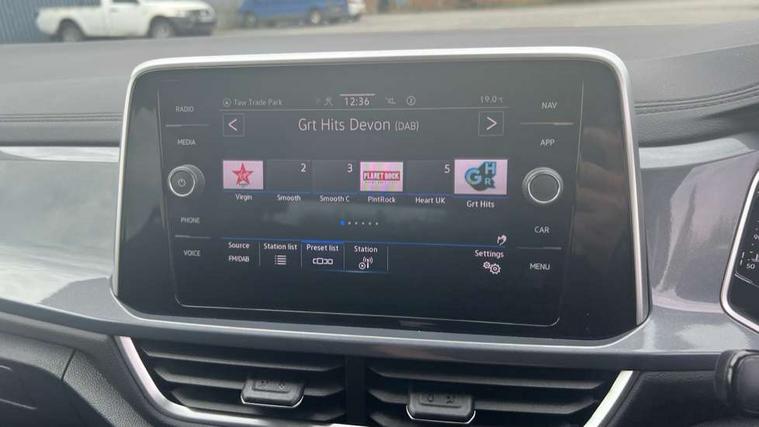 RADIO
MEDIA
PHONE
VOICE
Taw Trade Park
12:36
19.0°C
Grt Hits Devon (DAB)
2 3 5
PLANET ROCK
G H R
Virgin Smooth Smooth C PlntRock Heart UK Grt Hits
Source Station list Preset list Station Settings
FM/DAB
NAV
APP
CAR
MENU
50